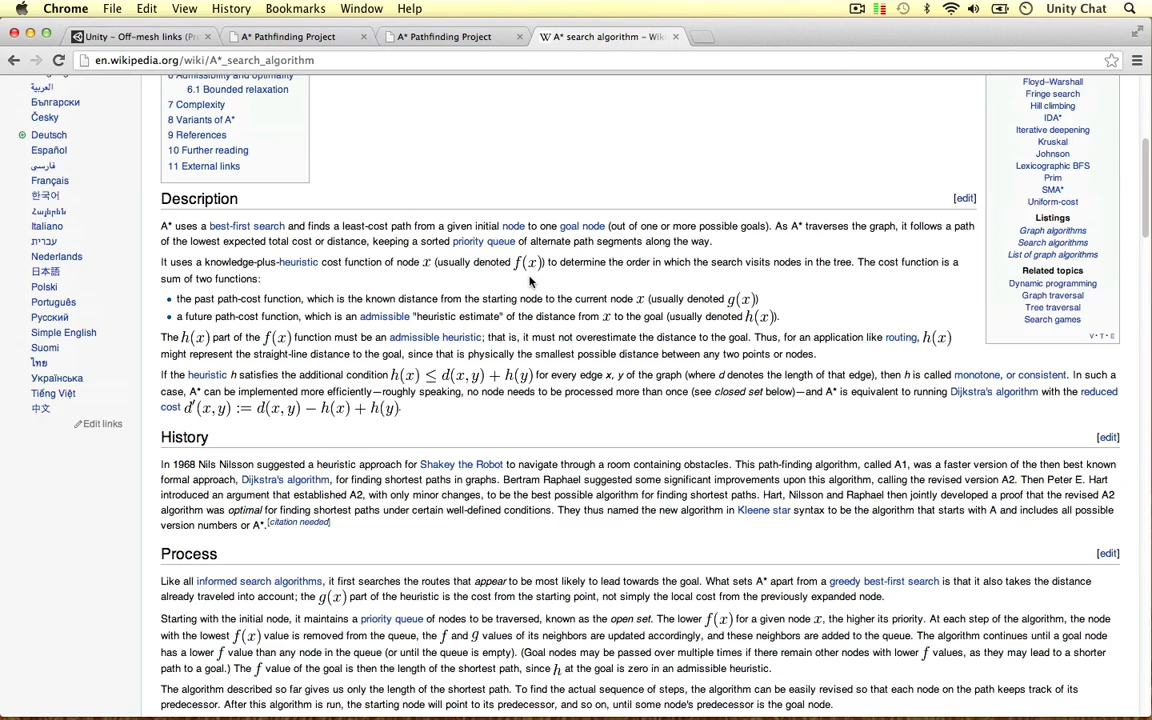 Chrome File Edit View History Bookmarks Window Help Unity Chat
Unity – Off-mesh links (Pro
A* Pathfinding Project
A* Pathfinding Project
W A* search algorithm – Wiki
en.wikipedia.org/wiki/A*_search_algorithm
العربية
Български
Česky
Deutsch
Español
فارسی
Français
한국어
Հայերեն
Italiano
עברית
Nederlands
日本語
Polski
Português
Русский
Simple English
Suomi
ไทย
Українська
Tiếng Việt
中文
Edit links
6 Admissibility and optimality
6.1 Bounded relaxation
7 Complexity
8 Variants of A*
9 References
10 Further reading
11 External links
Floyd–Warshall
Fringe search
Hill climbing
IDA*
Iterative deepening
Kruskal
Johnson
Lexicographic BFS
Prim
SMA*
Uniform-cost
Listings
Graph algorithms
Search algorithms
List of graph algorithms
Related topics
Dynamic programming
Graph traversal
Tree traversal
Search games
V · T · E
Description [edit]
A* uses a best-first search and finds a least-cost path from a given initial node to one goal node (out of one or more possible goals). As A* traverses the graph, it follows a path
of the lowest expected total cost or distance, keeping a sorted priority queue of alternate path segments along the way.
It uses a knowledge-plus-heuristic cost function of node x (usually denoted f(x)) to determine the order in which the search visits nodes in the tree. The cost function is a
sum of two functions:
• the past path-cost function, which is the known distance from the starting node to the current node x (usually denoted g(x))
• a future path-cost function, which is an admissible "heuristic estimate" of the distance from x to the goal (usually denoted h(x)).
The h(x) part of the f(x) function must be an admissible heuristic; that is, it must not overestimate the distance to the goal. Thus, for an application like routing, h(x)
might represent the straight-line distance to the goal, since that is physically the smallest possible distance between any two points or nodes.
If the heuristic h satisfies the additional condition h(x) ≤ d(x, y) + h(y) for every edge x, y of the graph (where d denotes the length of that edge), then h is called monotone, or consistent. In such a
case, A* can be implemented more efficiently—roughly speaking, no node needs to be processed more than once (see closed set below)—and A* is equivalent to running Dijkstra's algorithm with the reduced
cost d'(x, y) := d(x, y) − h(x) + h(y).
History [edit]
In 1968 Nils Nilsson suggested a heuristic approach for Shakey the Robot to navigate through a room containing obstacles. This path-finding algorithm, called A1, was a faster version of the then best known
formal approach, Dijkstra's algorithm, for finding shortest paths in graphs. Bertram Raphael suggested some significant improvements upon this algorithm, calling the revised version A2. Then Peter E. Hart
introduced an argument that established A2, with only minor changes, to be the best possible algorithm for finding shortest paths. Hart, Nilsson and Raphael then jointly developed a proof that the revised A2
algorithm was optimal for finding shortest paths under certain well-defined conditions. They thus named the new algorithm in Kleene star syntax to be the algorithm that starts with A and includes all possible
version numbers or A*.[citation needed]
Process [edit]
Like all informed search algorithms, it first searches the routes that appear to be most likely to lead towards the goal. What sets A* apart from a greedy best-first search is that it also takes the distance
already traveled into account; the g(x) part of the heuristic is the cost from the starting point, not simply the local cost from the previously expanded node.
Starting with the initial node, it maintains a priority queue of nodes to be traversed, known as the open set. The lower f(x) for a given node x, the higher its priority. At each step of the algorithm, the node
with the lowest f(x) value is removed from the queue, the f and g values of its neighbors are updated accordingly, and these neighbors are added to the queue. The algorithm continues until a goal node
has a lower f value than any node in the queue (or until the queue is empty). (Goal nodes may be passed over multiple times if there remain other nodes with lower f values, as they may lead to a shorter
path to a goal.) The f value of the goal is then the length of the shortest path, since h at the goal is zero in an admissible heuristic.
The algorithm described so far gives us only the length of the shortest path. To find the actual sequence of steps, the algorithm can be easily revised so that each node on the path keeps track of its
predecessor. After this algorithm is run, the starting node will point to its predecessor, and so on, until some node's predecessor is the goal node.